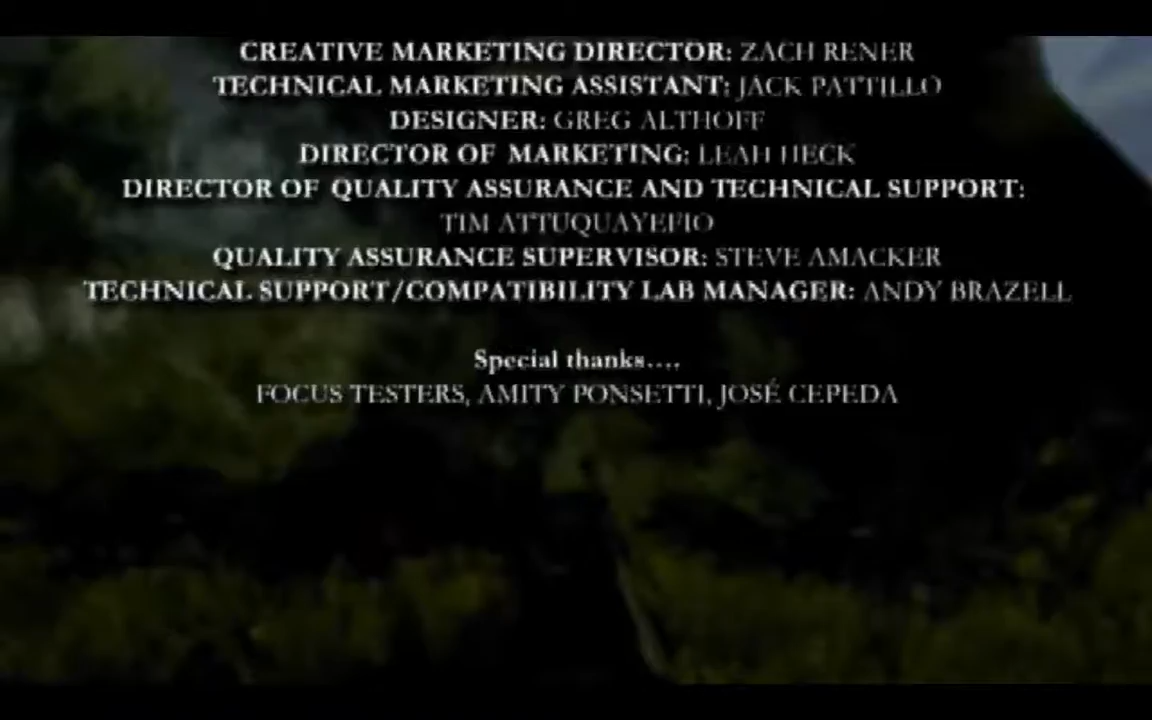 CREATIVE MARKETING DIRECTOR: ZACH RENER
TECHNICAL MARKETING ASSISTANT: JACK PATTILLO
DESIGNER: GREG ALTHOFF
DIRECTOR OF MARKETING: LEAH HECK
DIRECTOR OF QUALITY ASSURANCE AND TECHNICAL SUPPORT:
TIM ATTUQUAYEFIO
QUALITY ASSURANCE SUPERVISOR: STEVE AMACKER
TECHNICAL SUPPORT/COMPATIBILITY LAB MANAGER: ANDY BRAZELL
Special thanks....
FOCUS TESTERS, AMITY PONSETTI, JOSÉ CEPEDA